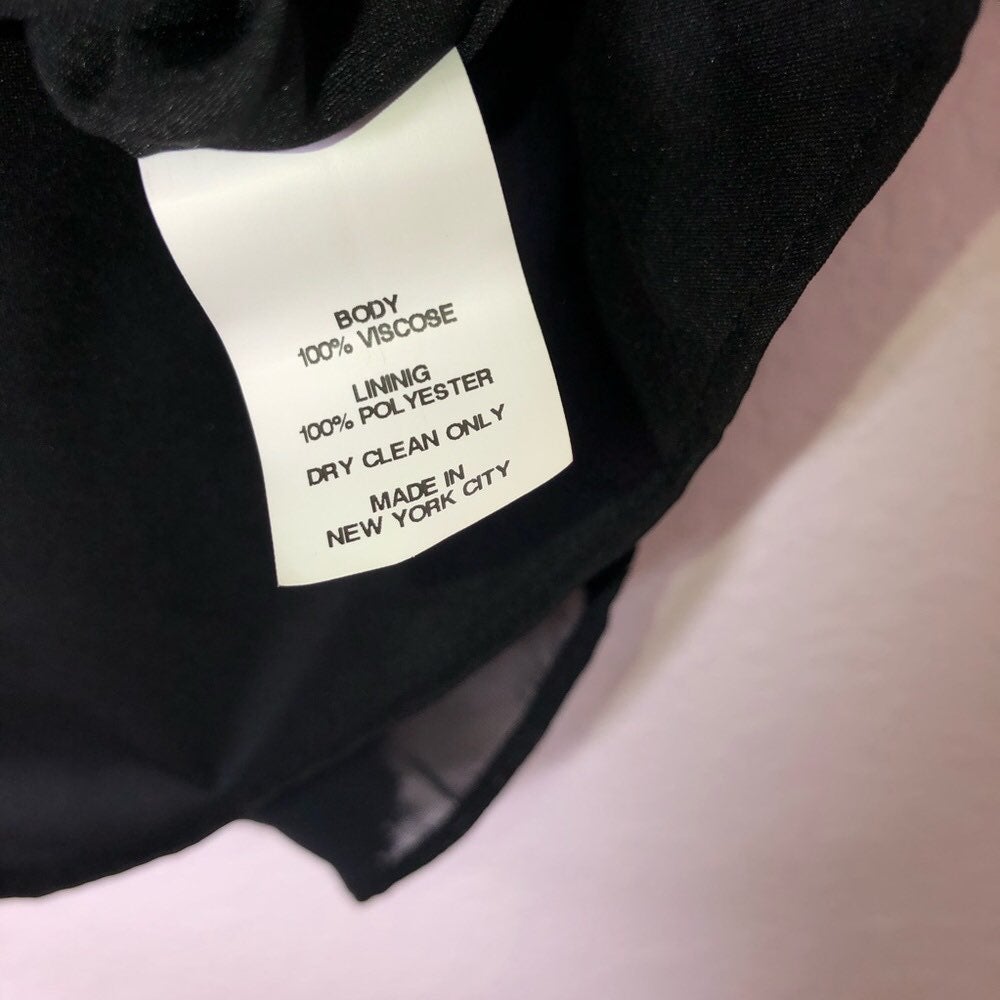 BODY
100% VISCOSE
LININIG
100% POLYESTER
DRY CLEAN ONLY
MADE IN
NEW YORK CITY